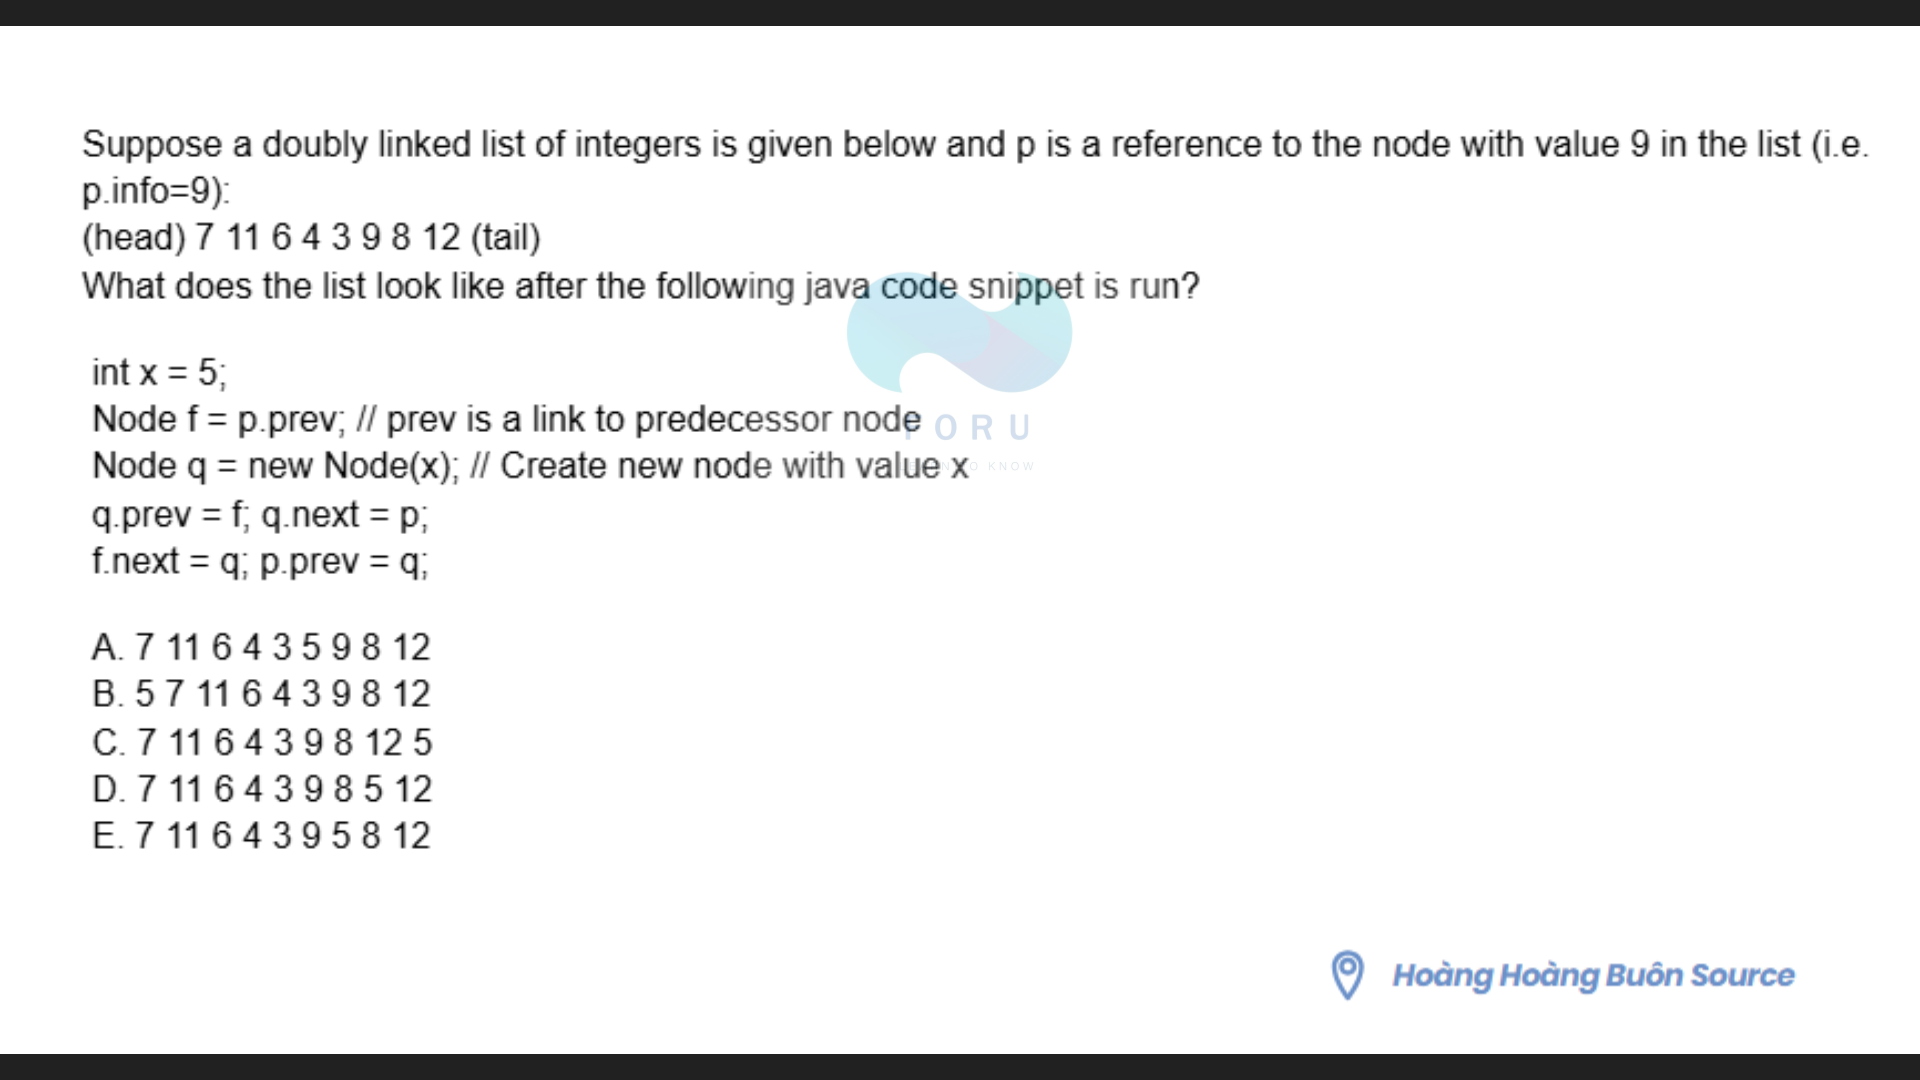 Suppose a doubly linked list of integers is given below and p is a reference to the node with value 9 in the list (i.e.
p.info=9):
(head) 7 11 6 4 3 9 8 12 (tail)
What does the list look like after the following java code snippet is run?
int x = 5;
Node f = p.prev; // prev is a link to predecessor node
FORU
Node q = new Node(x); // Create new node with value x
TO KNOW
q.prev = f; q.next = p;
f.next = q; p.prev = q;
A. 7 11 6 4 3 5 9 8 12
B. 5 7 11 6 4 3 9 8 12
C. 7 11 6 4 3 9 8 12 5
D. 7 11 6 4 3 9 8 5 12
E. 7 11 6 4 3 9 5 8 12
Hoàng Hoàng Buôn Source